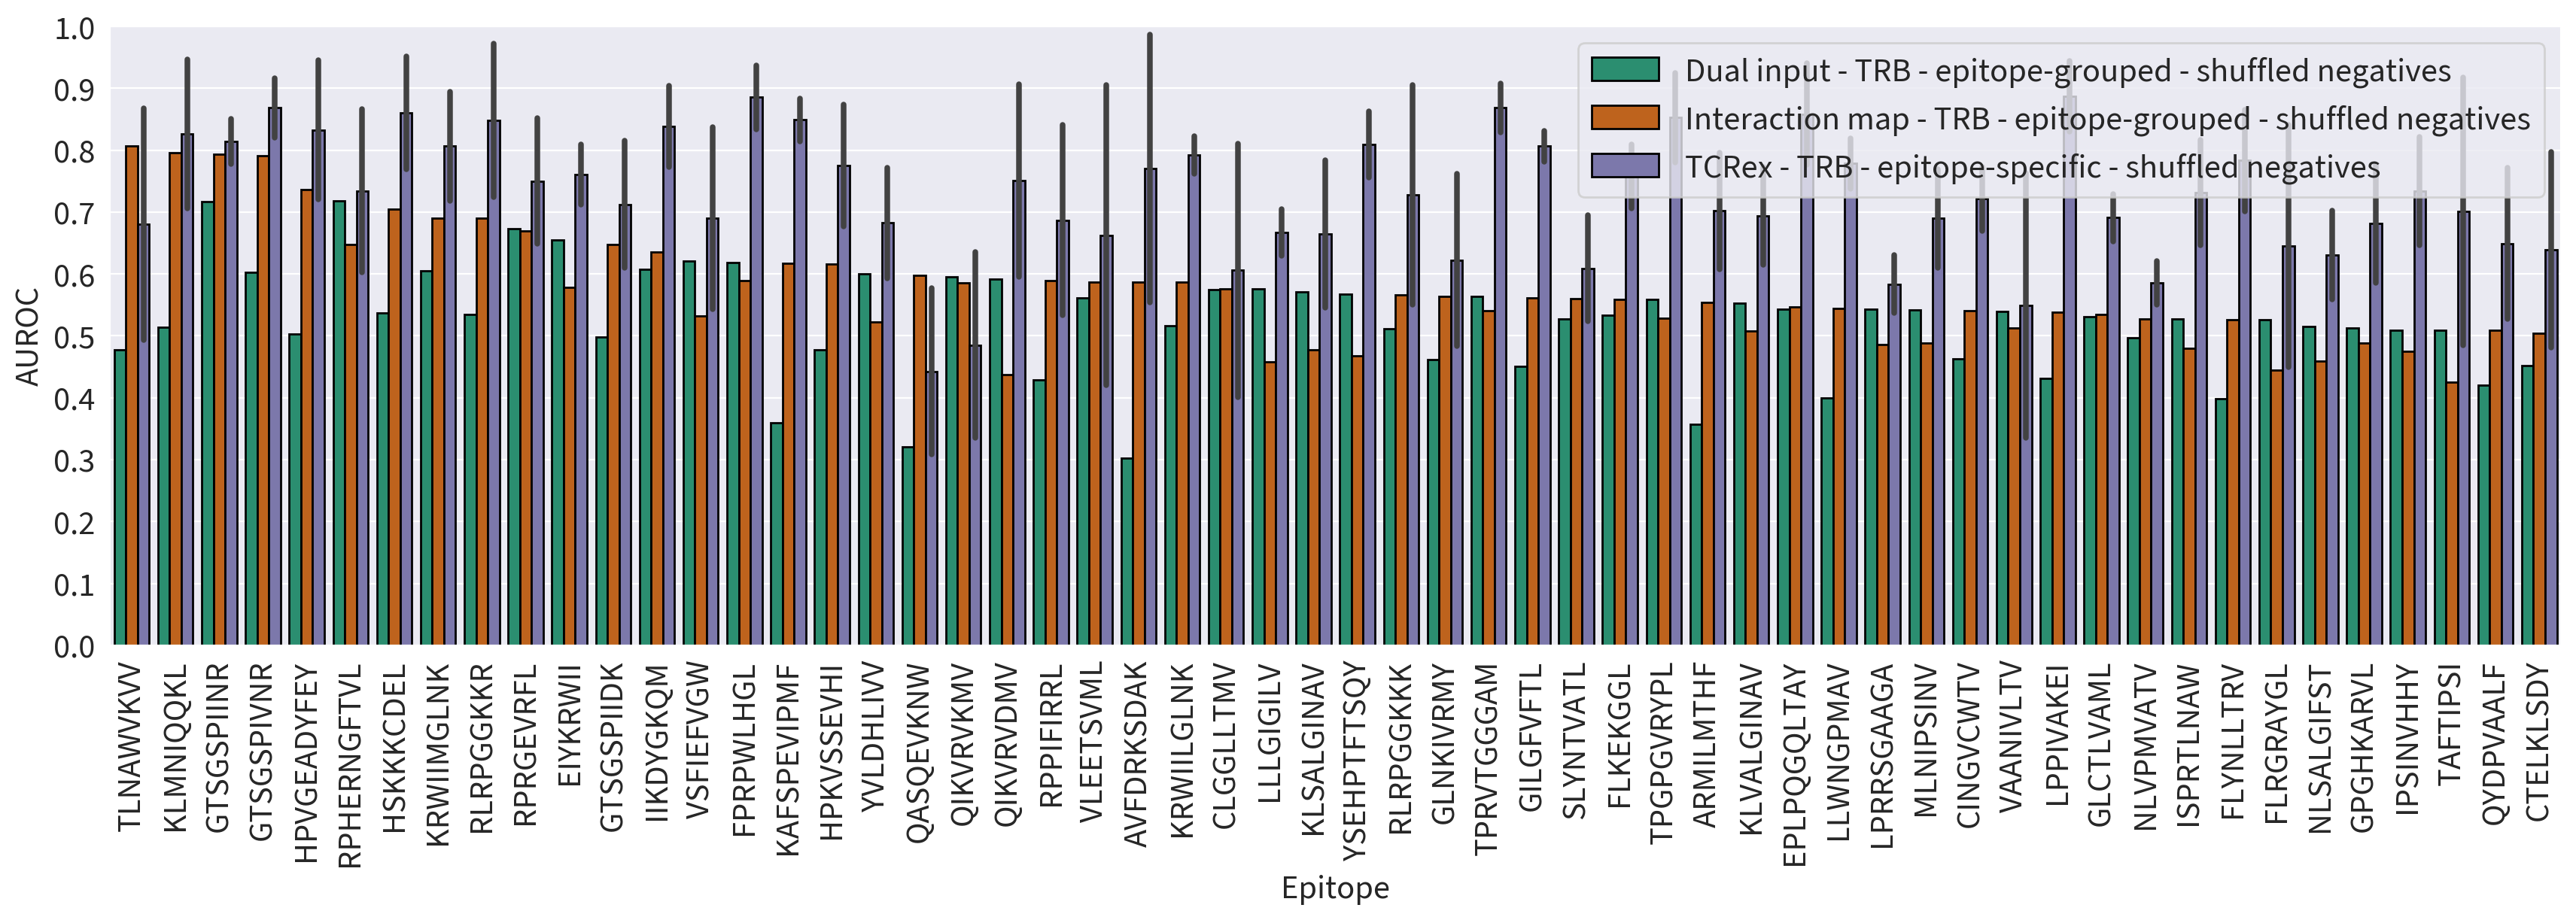 1.0
0.9
0.8
0.7
0.6
0.5
0.4
0.3
0.2
0.1
0.0
AUROC
Dual input - TRB - epitope-grouped - shuffled negatives
Interaction map - TRB - epitope-grouped - shuffled negatives
TCRex - TRB - epitope-specific - shuffled negatives
TLNAWVKVV
KLMNIQQKL
GTSGSPIINR
GTSGSPIVNR
HPVGEADYFEY
RPHERNGFTVL
HSKKKCDEL
KRWIIMGLNK
RLRPGGKKR
RPRGEVRFL
EIYKRWII
GTSGSPIIDK
IIKDYGKQM
VSFIEFVGW
FPRPWLHGL
KAFSPEVIPMF
HPKVSSEVHI
YVLDHLIVV
QASQEVKNW
QIKVRVKMV
QIKVRVDMV
RPPIFIRRL
VLEETSVML
AVFDRKSDAK
KRWIILGLNK
CLGGLLTMV
LLLGIGILV
KLSALGINAV
YSEHPTFTSQY
RLRPGGKKK
GLNKIVRMY
TPRVTGGGAM
GILGFVFTL
SLYNTVATL
FLKEKGGL
TPGPGVRYPL
ARMILMTHF
KLVALGINAV
EPLPQGQLTAY
LLWNGPMAV
LPRRSGAAGA
MLNIPSINV
CINGVCWTV
VAANIVLTV
LPPIVAKEI
GLCTLVAML
NLVPMVATV
ISPRTLNAW
FLYNLLTRV
FLRGRAYGL
NLSALGIFST
GPGHKARVL
IPSINVHHY
TAFTIPSI
QYDPVAALF
CTELKLSDY
Epitope